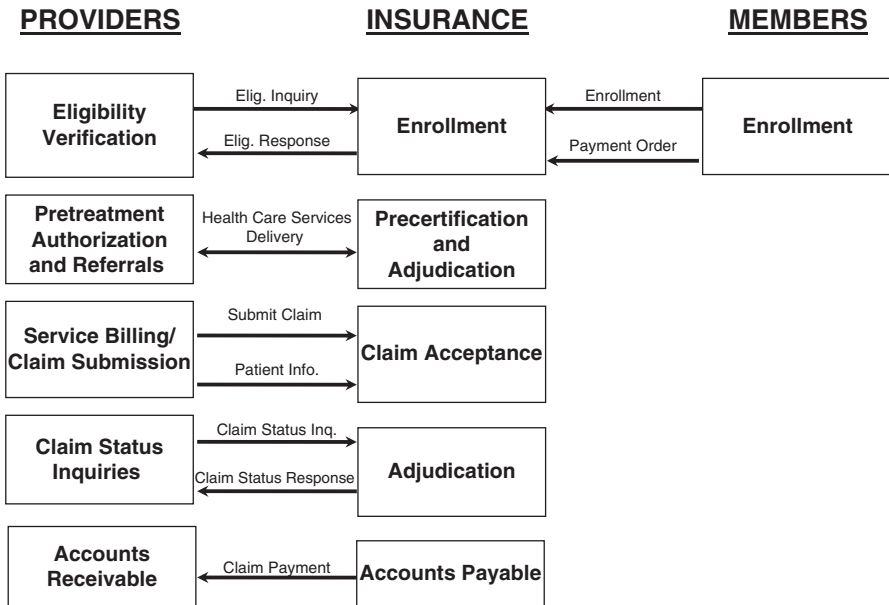 PROVIDERS
INSURANCE
MEMBERS
Eligibility
Verification
Elig. Inquiry
Elig. Response
Enrollment
Enrollment
Payment Order
Enrollment
Pretreatment
Authorization
and Referrals
Health Care Services
Delivery
Precertification
and
Adjudication
Service Billing/
Claim Submission
Submit Claim
Patient Info.
Claim Acceptance
Claim Status
Inquiries
Claim Status Inq.
Claim Status Response
Adjudication
Accounts
Receivable
Claim Payment
Accounts Payable